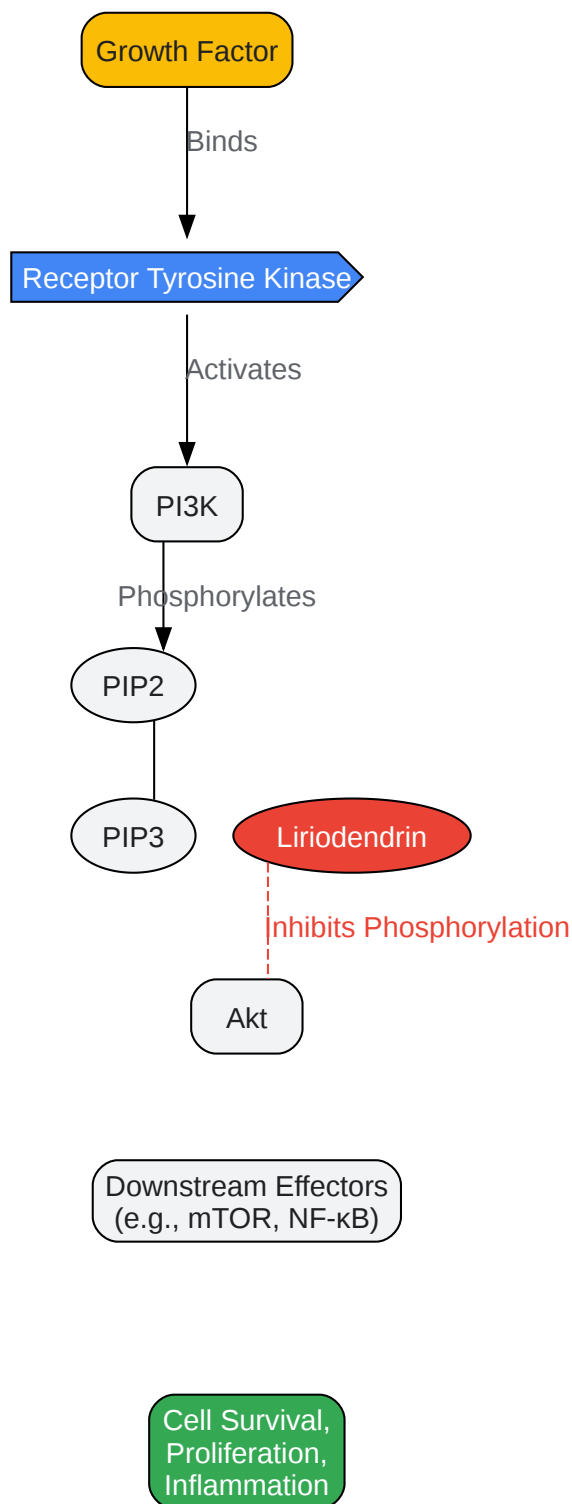 Growth Factor
Binds
Receptor Tyrosine Kinase
Activates
PI3K
Phosphorylates
PIP2
PIP3
Liriodendrin
Inhibits Phosphorylation
Akt
Downstream Effectors
(e.g., mTOR, NF-κB)
Cell Survival,
Proliferation,
Inflammation